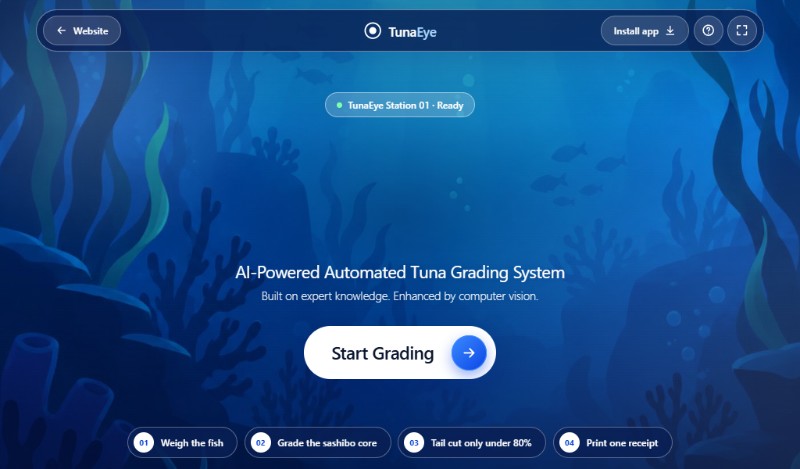 Website
TunaEye
Install app
TunaEye Station 01 · Ready
AI-Powered Automated Tuna Grading System
Built on expert knowledge. Enhanced by computer vision.
Start Grading
01 Weigh the fish
02 Grade the sashibo core
03 Tail cut only under 80%
04 Print one receipt